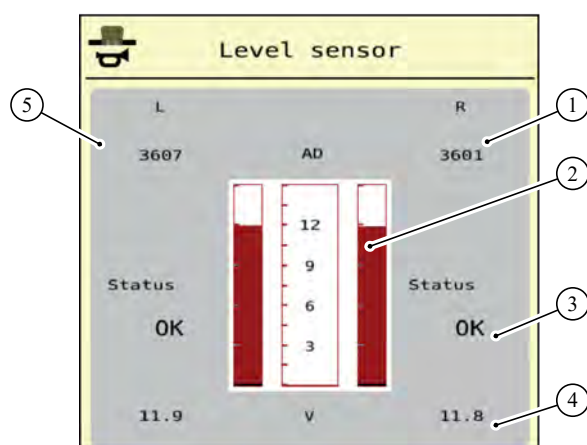 Level sensor
L R
5 1
3607 AD 3601
2
12
9
Status Status
6
OK OK 3
3
4
11.9 V 11.8